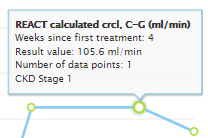 REACT calculated crcl, C-G (ml/min)
Weeks since first treatment: 4
Result value: 105.6 ml/min
Number of data points: 1
CKD Stage 1